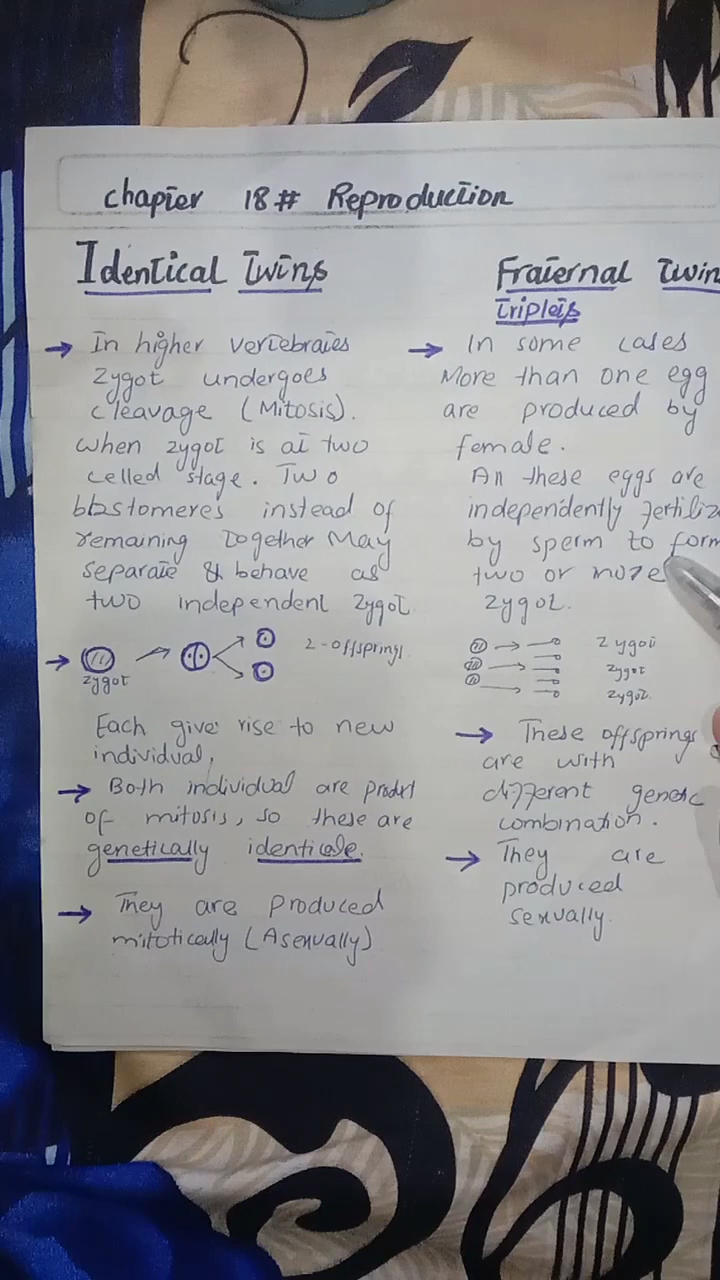 Chapter 18# Reproduction
Identical Twins
→ In higher vertebrates
zygot undergoes
cleavage (Mitosis).
when zygot is at two
celled stage. Two
blastomeres instead of
remaining together May
separate & behave as
two independent zygot.
→ zygot → 2-offsprings
Each give rise to new
individual,
→ Both individual are
of mitosis, so these are
genetically identicale.
→ They are produced
mitotically (Asexually)
Fraternal Twin
Triplets
→ In some cases
More than one egg
are produced by
female.
All these eggs are
independently fertiliz
by sperm to form
two or more
zygot.
zygot
zygot
zygot
→ These offsprings
are with
different genetic
combination.
→ They are
produced
sexually.